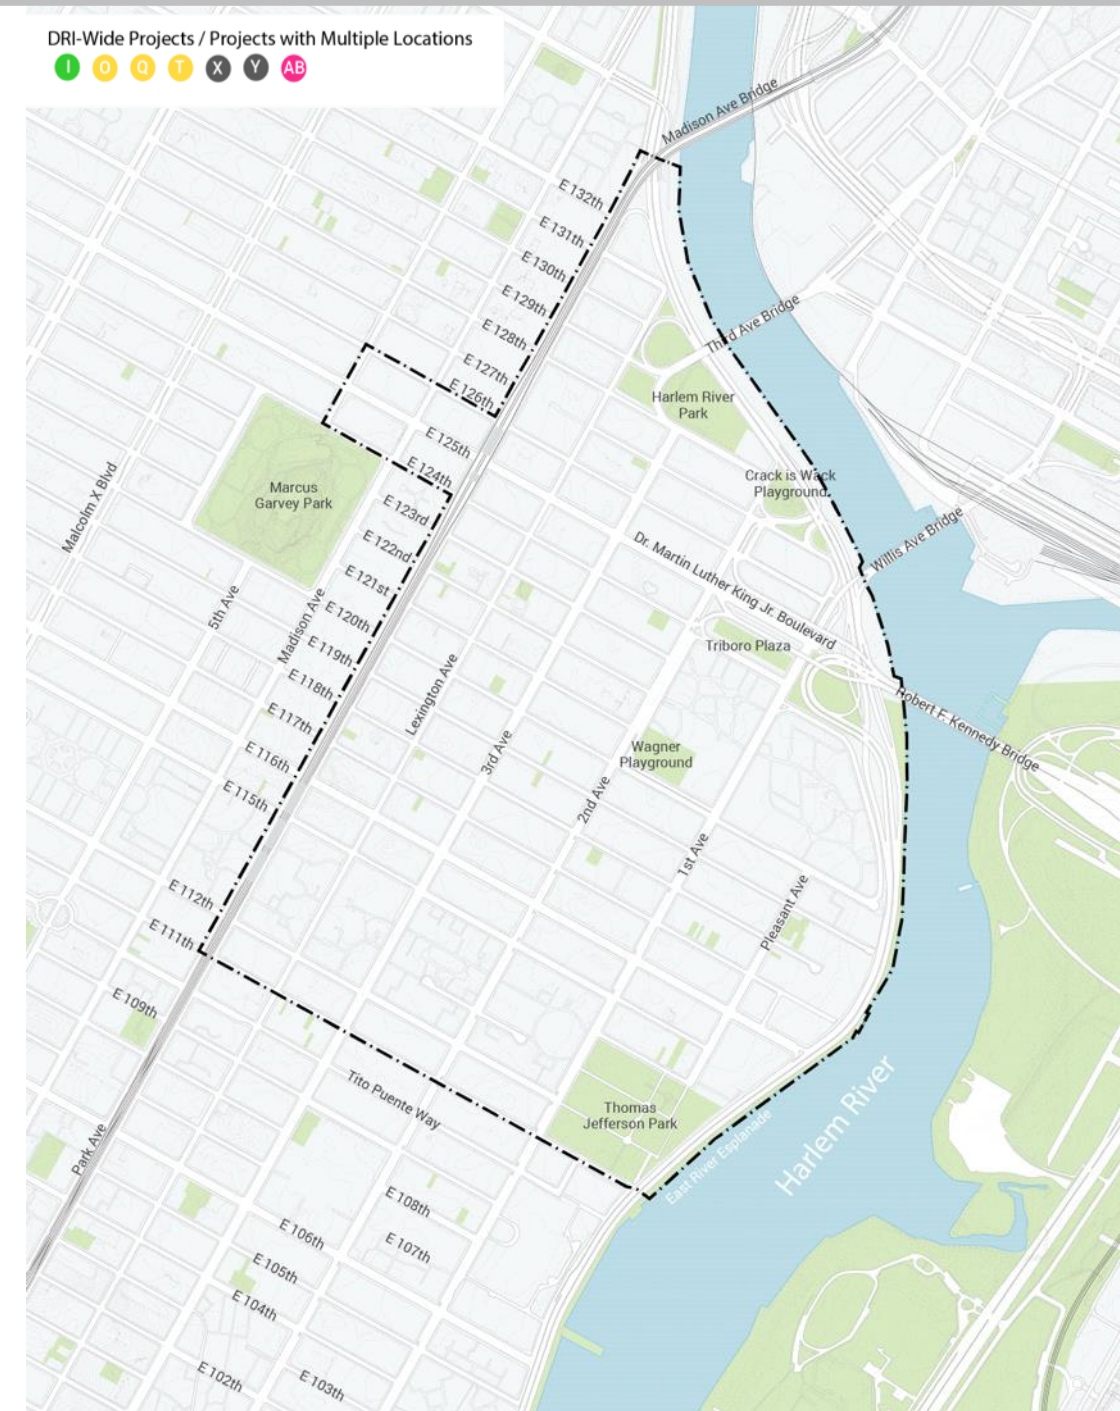 DRI-Wide Projects / Projects with Multiple Locations
I O Q T X Y AB
Madison Ave Bridge
E 132th
E 131th
E 130th
E 129th
E 128th
E 127th
E 126th
Third Ave Bridge
Harlem River
Park
E 125th
E 124th
Crack is Wack
Playground
Marcus
Garvey Park
Malcolm X Blvd
E 123rd
E 122nd
E 121st
E 120th
E 119th
E 118th
E 117th
E 116th
E 115th
Willis Ave Bridge
Dr. Martin Luther King Jr. Boulevard
5th Ave
Madison Ave
Triboro Plaza
Lexington Ave
3rd Ave
Robert F. Kennedy Bridge
Wagner
Playground
2nd Ave
1st Ave
Pleasant Ave
E 112th
E 111th
E 109th
Tito Puente Way
Thomas
Jefferson Park
East River Esplanade
Harlem River
Park Ave
E 108th
E 107th
E 106th
E 105th
E 104th
E 103th
E 102th